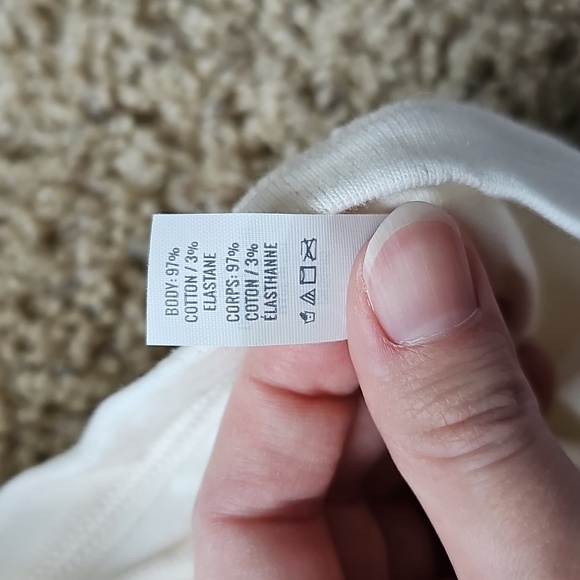 BODY: 97%
COTTON / 3%
ELASTANE
CORPS: 97%
COTON / 3%
ÉLASTHANNE